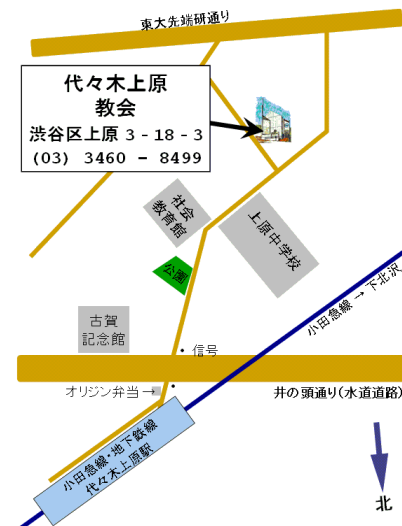 東大先端研通り
代々木上原
教会
渋谷区上原 3 - 18 - 3
(03) 3460 - 8499
社会
教育館
上原中学校
公園
小田急線 → 下北沢
古賀
記念館
・信号
オリジン弁当→
井の頭通り(水道道路)
小田急線・地下鉄線
代々木上原駅
北